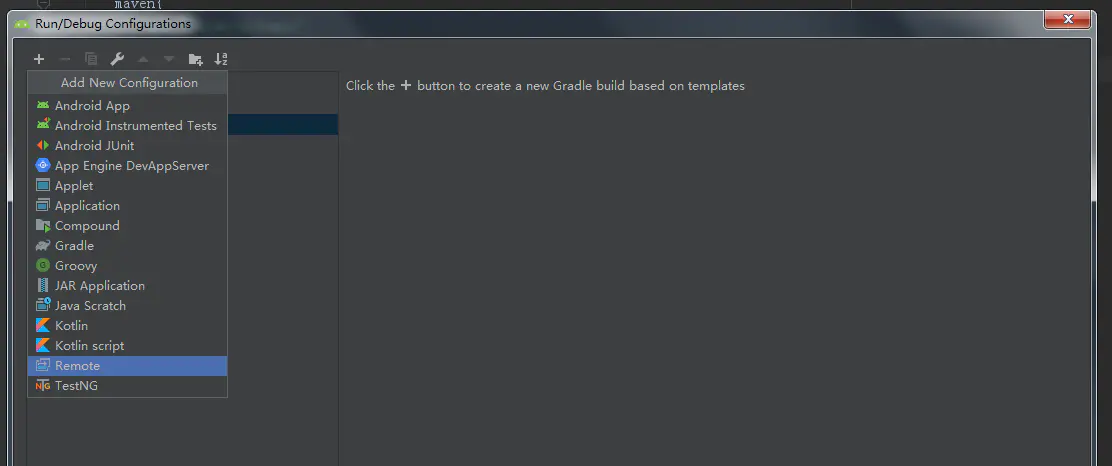 maven{
Run/Debug Configurations
Add New Configuration
Android App
Android Instrumented Tests
Android JUnit
App Engine DevAppServer
Applet
Application
Compound
Gradle
Groovy
JAR Application
Java Scratch
Kotlin
Kotlin script
Remote
TestNG
Click the + button to create a new Gradle build based on templates